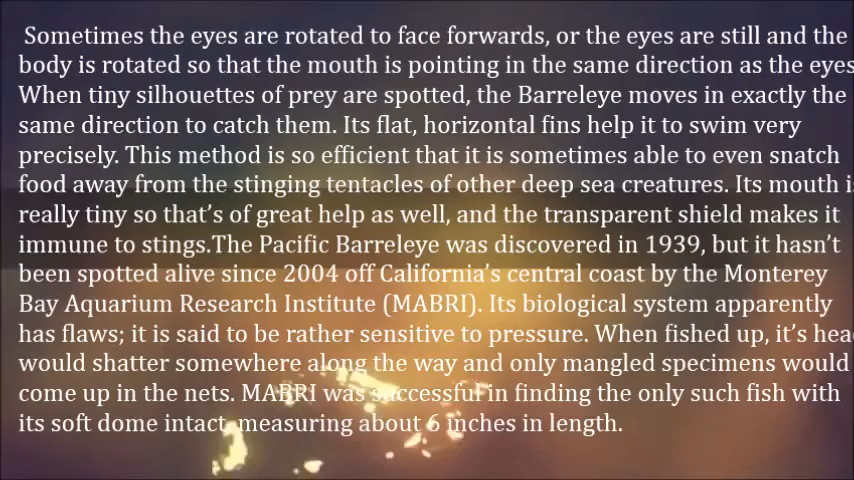 Sometimes the eyes are rotated to face forwards, or the eyes are still and the
body is rotated so that the mouth is pointing in the same direction as the eyes
When tiny silhouettes of prey are spotted, the Barreleye moves in exactly the
same direction to catch them. Its flat, horizontal fins help it to swim very
precisely. This method is so efficient that it is sometimes able to even snatch
food away from the stinging tentacles of other deep sea creatures. Its mouth is
really tiny so that’s of great help as well, and the transparent shield makes it
immune to stings.The Pacific Barreleye was discovered in 1939, but it hasn’t
been spotted alive since 2004 off California’s central coast by the Monterey
Bay Aquarium Research Institute (MABRI). Its biological system apparently
has flaws; it is said to be rather sensitive to pressure. When fished up, it’s head
would shatter somewhere along the way and only mangled specimens would
come up in the nets. MABRI was successful in finding the only such fish with
its soft dome intact, measuring about 6 inches in length.